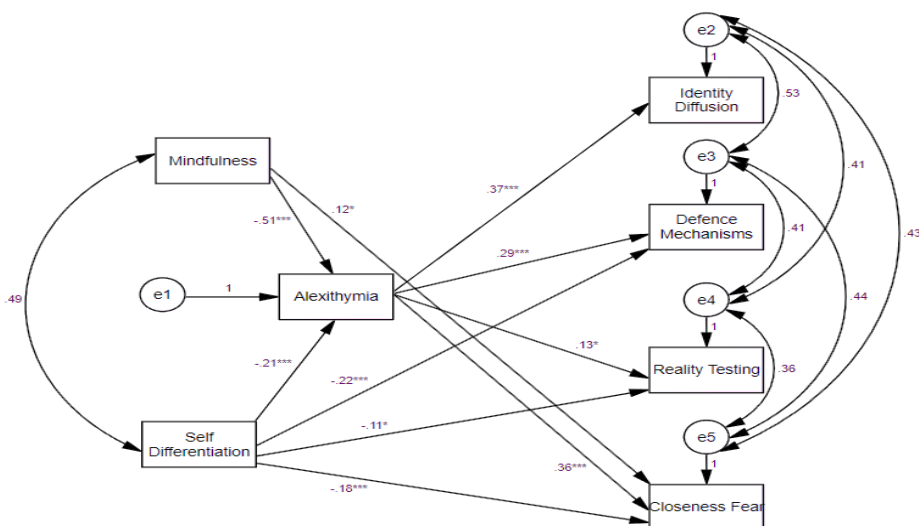 e2
1
Identity
Diffusion
.53
Mindfulness
e3
1
.41
.37***
.12*
-.51***
Defence
Mechanisms
.43
.41
.29***
e1
1
Alexithymia
.49
e4
.44
1
.13*
-.21***
-.22***
Reality Testing
.36
-.11*
Self
Differentiation
e5
.36***
1
-.18***
Closeness Fear